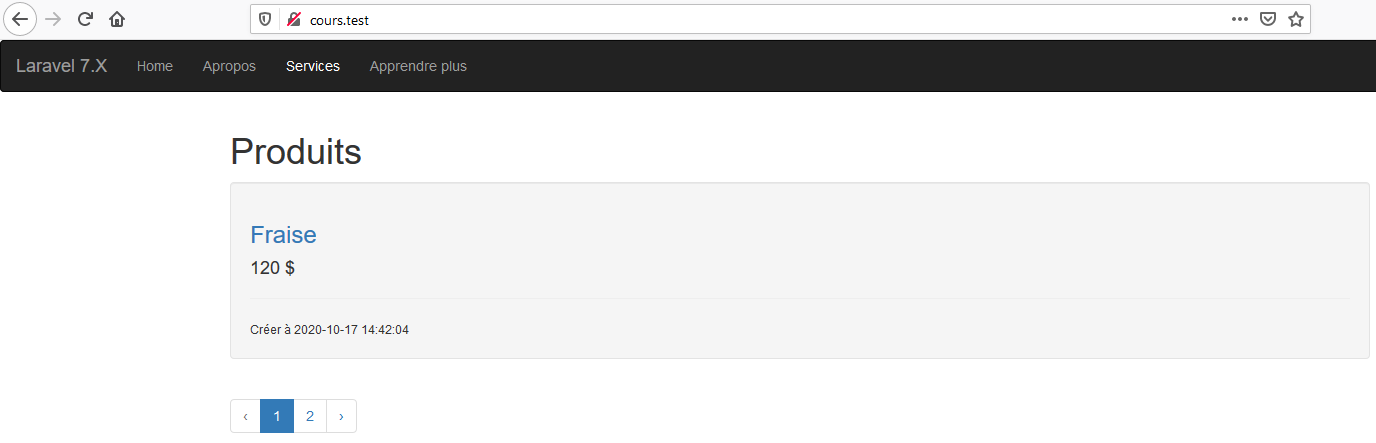 cours.test
Laravel 7.X Home Apropos Services Apprendre plus
Produits
Fraise
120 $
Créer à 2020-10-17 14:42:04
‹ 1 2 ›